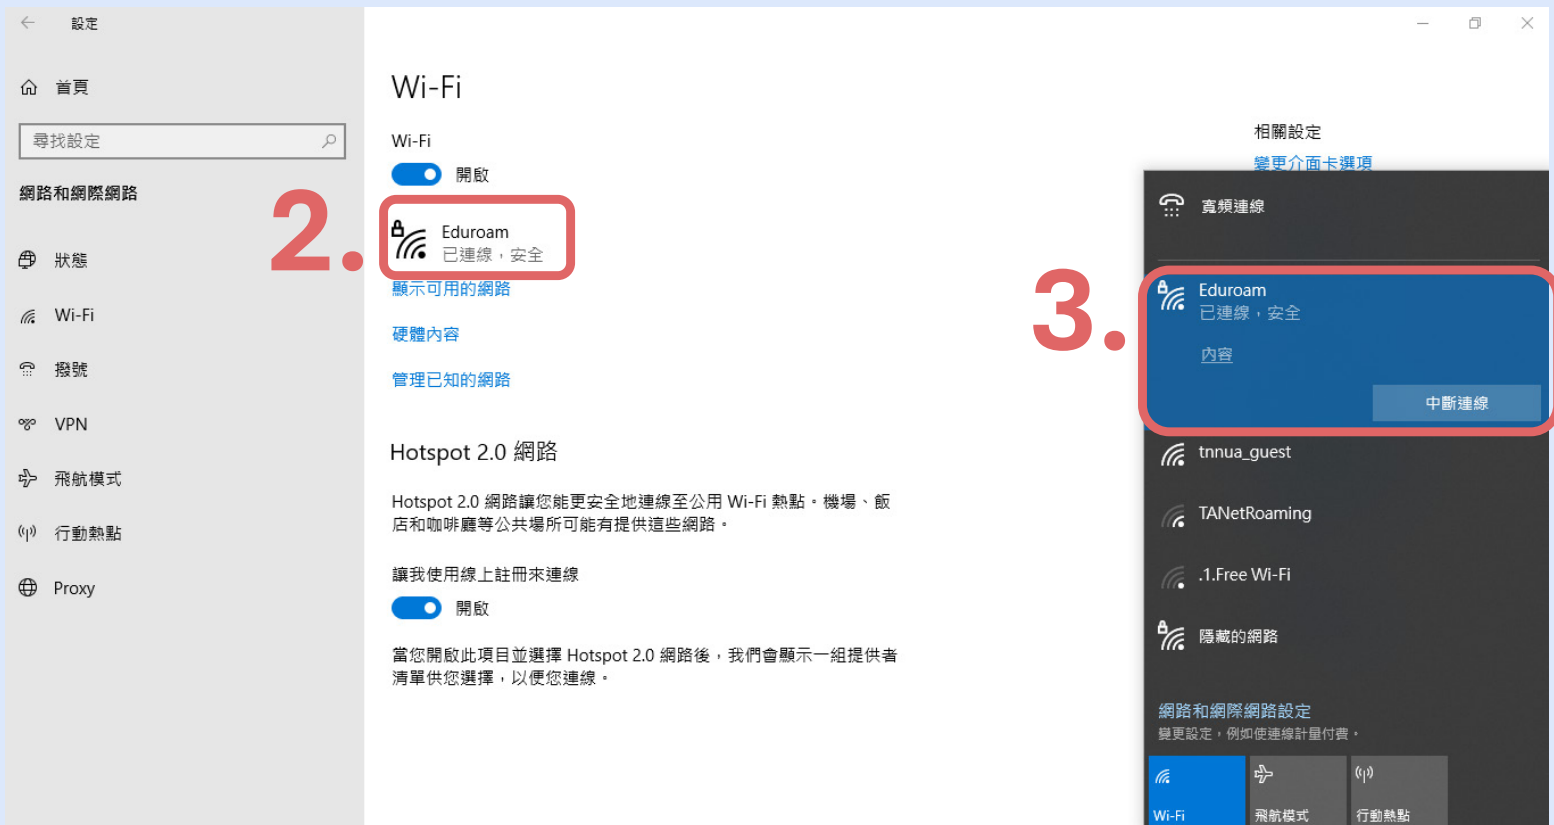 設定
首頁
尋找設定
網路和網際網路
狀態
Wi-Fi
撥號
VPN
飛航模式
行動熱點
Proxy
Wi-Fi
Wi-Fi
開啟
2.
Eduroam
已連線，安全
顯示可用的網路
硬體內容
管理已知的網路
Hotspot 2.0 網路
Hotspot 2.0 網路讓您能更安全地連線至公用 Wi-Fi 熱點。機場、飯
店和咖啡廳等公共場所可能有提供這些網路。
讓我使用線上註冊來連線
開啟
當您開啟此項目並選擇 Hotspot 2.0 網路後，我們會顯示一組提供者
清單供您選擇，以便您連線。
相關設定
變更介面卡選項
寬頻連線
3.
Eduroam
已連線，安全
內容
中斷連線
tnnua_guest
TANetRoaming
.1.Free Wi-Fi
隱藏的網路
網路和網際網路設定
變更設定，例如使連線計量付費。
Wi-Fi
飛航模式
行動熱點